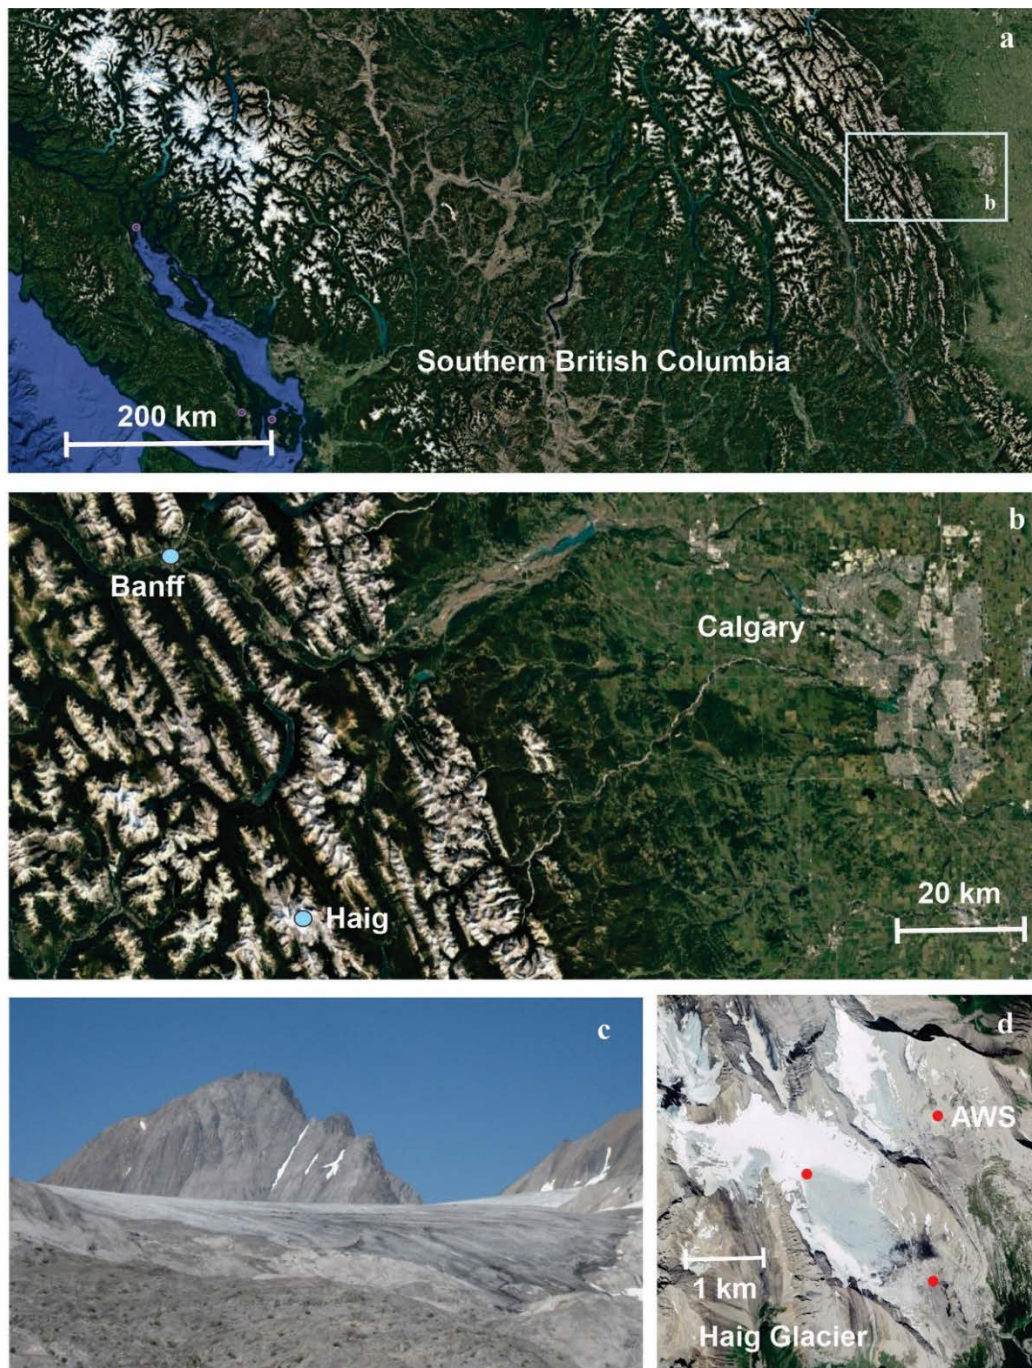 a
b
Southern British Columbia
200 km
b
Banff
Calgary
20 km
Haig
c
d
AWS
1 km
Haig Glacier